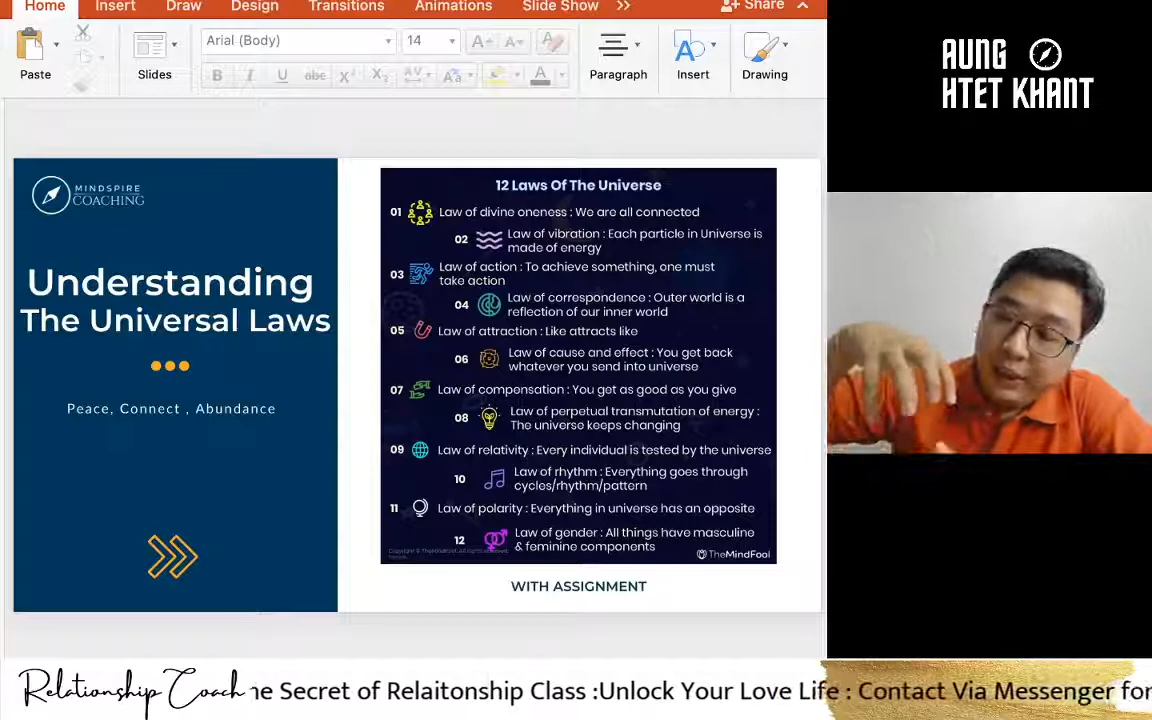 Home Insert Draw Design Transitions Animations Slide Show >> Share
Arial (Body) 14
B I U abc X² X₂ AV Aa A
Paste Slides Paragraph Insert Drawing
AUNG
HTET KHANT
MINDSPIRE
COACHING
Understanding
The Universal Laws
Peace, Connect , Abundance
12 Laws Of The Universe
01 Law of divine oneness : We are all connected
02 Law of vibration : Each particle in Universe is
made of energy
03 Law of action : To achieve something, one must
take action
04 Law of correspondence : Outer world is a
reflection of our inner world
05 Law of attraction : Like attracts like
06 Law of cause and effect : You get back
whatever you send into universe
07 Law of compensation : You get as good as you give
08 Law of perpetual transmutation of energy :
The universe keeps changing
09 Law of relativity : Every individual is tested by the universe
10 Law of rhythm : Everything goes through
cycles/rhythm/pattern
11 Law of polarity : Everything in universe has an opposite
12 Law of gender : All things have masculine
& feminine components
TheMindFool
WITH ASSIGNMENT
Relationship Coach
ne Secret of Relaitonship Class :Unlock Your Love Life : Contact Via Messenger for